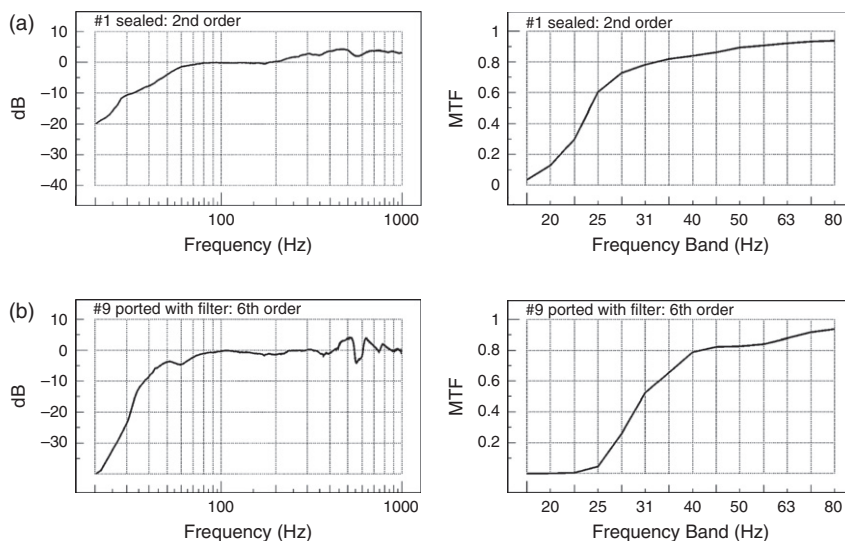 (a)
#1 sealed: 2nd order
10
0
−10
−20
−30
−40
dB
100
1000
Frequency (Hz)
#1 sealed: 2nd order
1
0.8
0.6
0.4
0.2
0
MTF
20 25 31 40 50 63 80
Frequency Band (Hz)
(b)
#9 ported with filter: 6th order
10
0
−10
−20
−30
dB
100
1000
Frequency (Hz)
#9 ported with filter: 6th order
1
0.8
0.6
0.4
0.2
MTF
20 25 31 40 50 63 80
Frequency Band (Hz)